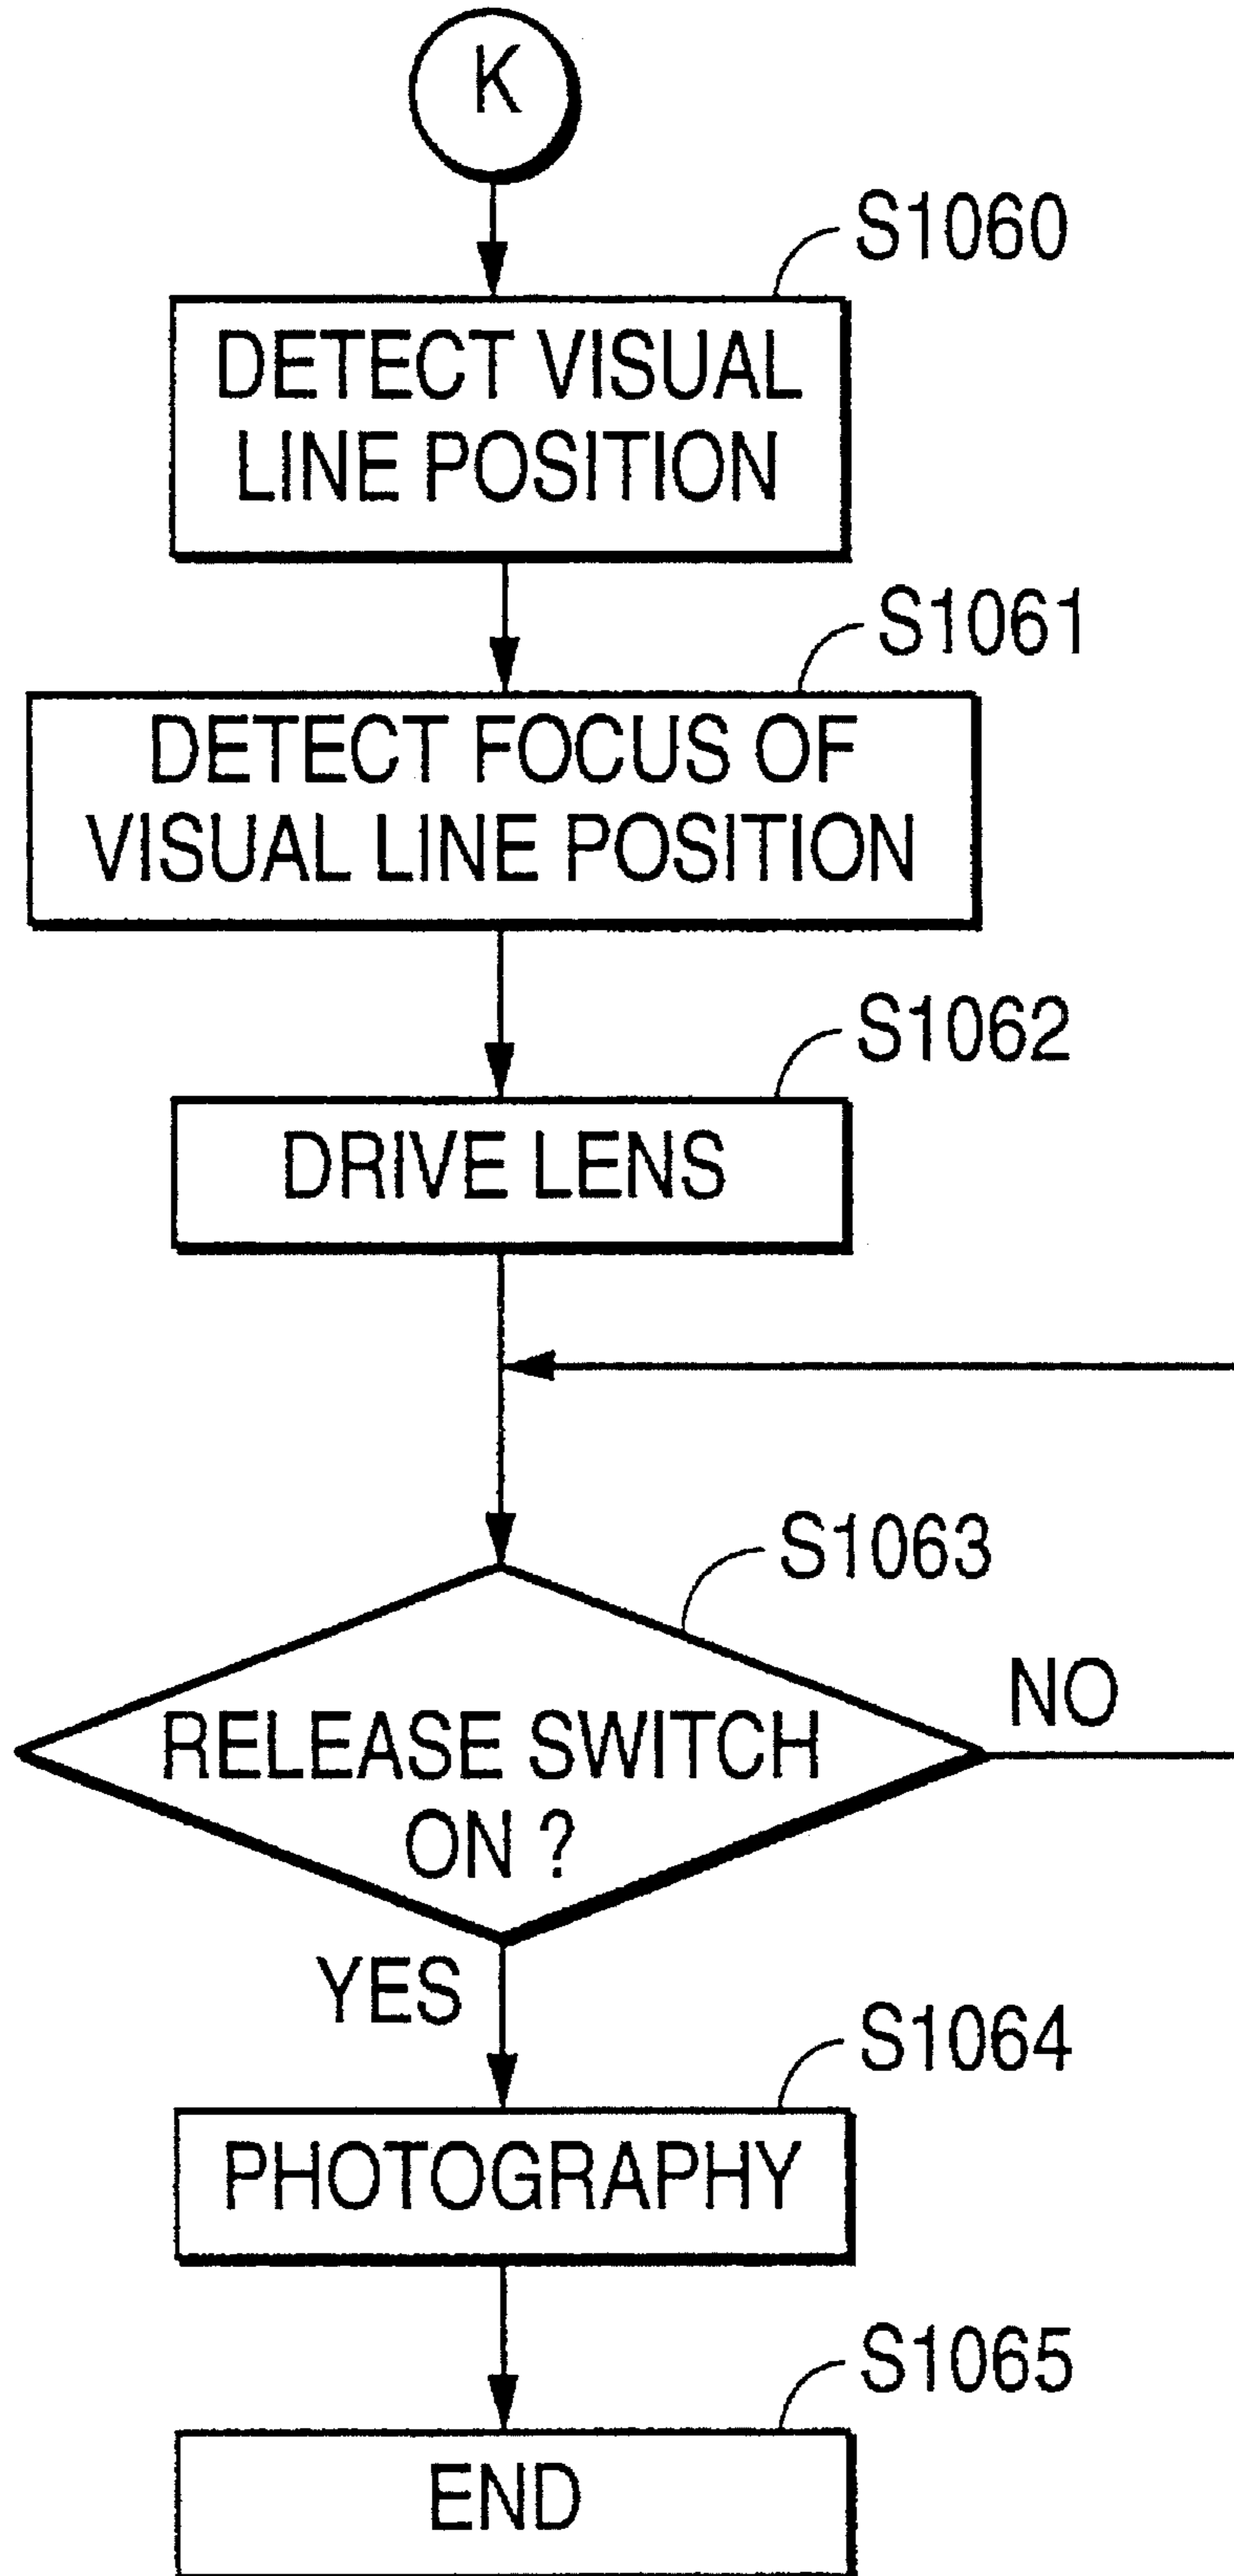 K
S1060
DETECT VISUAL
LINE POSITION
S1061
DETECT FOCUS OF
VISUAL LINE POSITION
S1062
DRIVE LENS
S1063
RELEASE SWITCH
ON ?
NO
YES
S1064
PHOTOGRAPHY
S1065
END